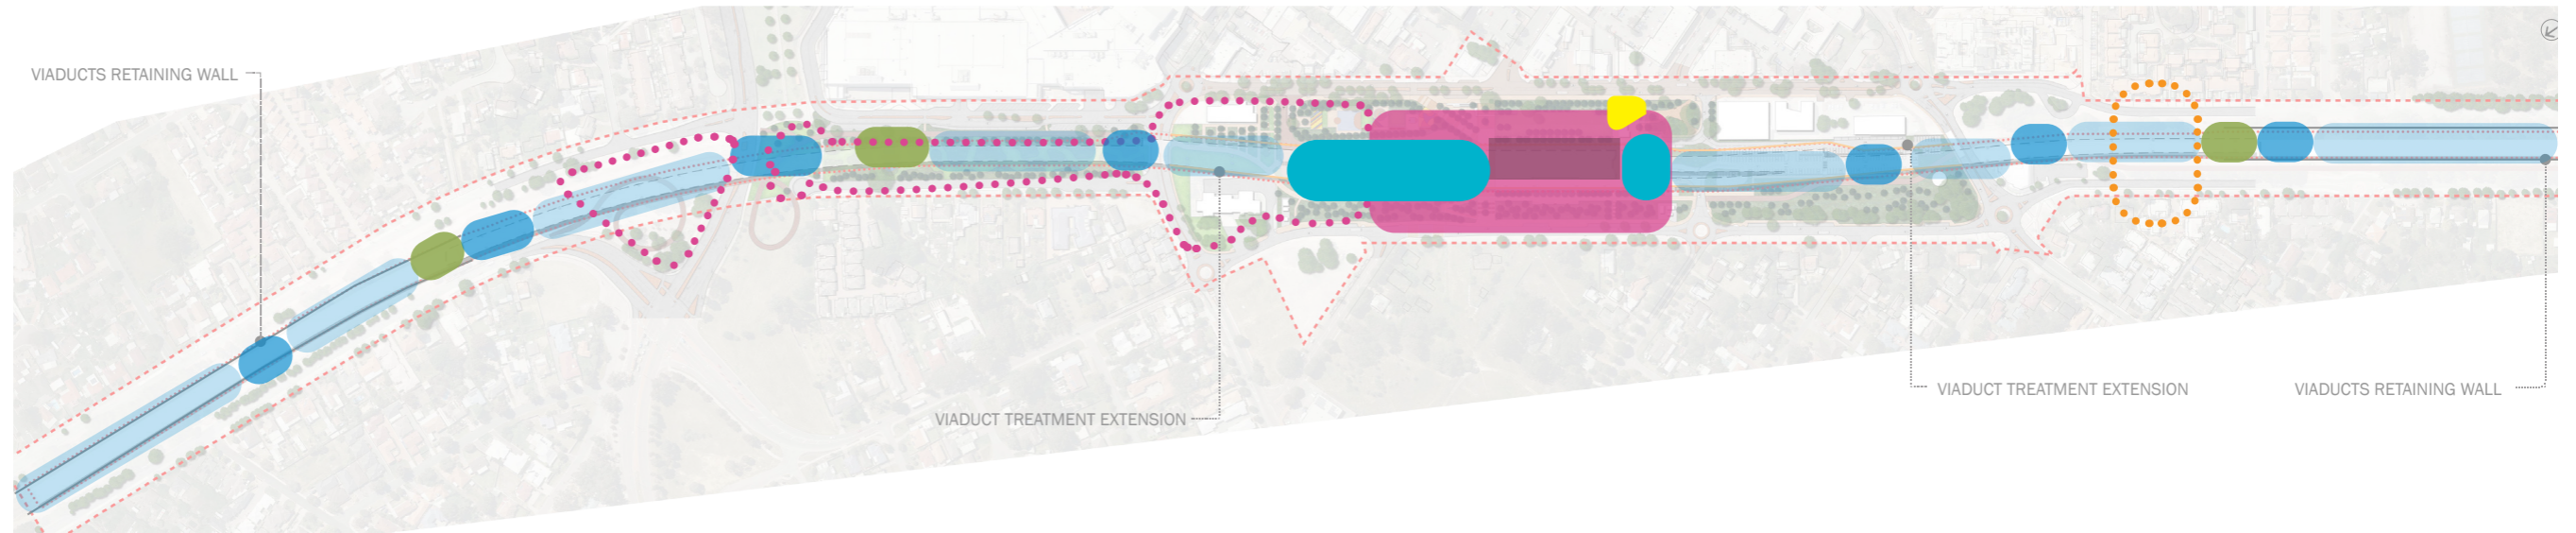 VIADUCTS RETAINING WALL
VIADUCT TREATMENT EXTENSION
VIADUCT TREATMENT EXTENSION
VIADUCTS RETAINING WALL